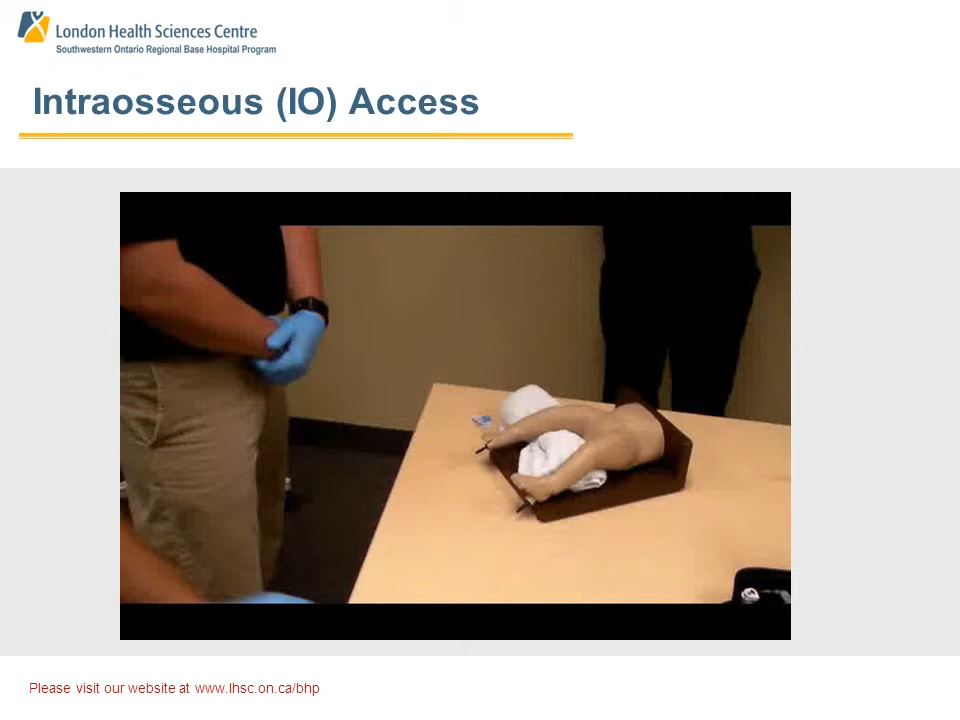 London Health Sciences Centre
Southwestern Ontario Regional Base Hospital Program
Intraosseous (IO) Access
Please visit our website at www.lhsc.on.ca/bhp